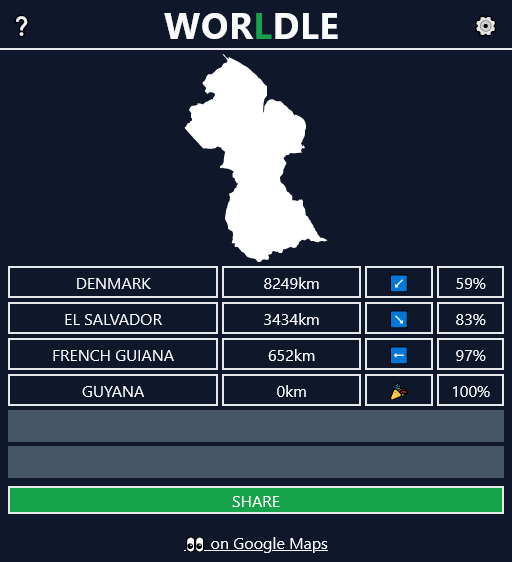 ?
WORLDLE
DENMARK 8249km ↙ 59%
EL SALVADOR 3434km ↘ 83%
FRENCH GUIANA 652km ← 97%
GUYANA 0km 🎉 100%
SHARE
👀 on Google Maps